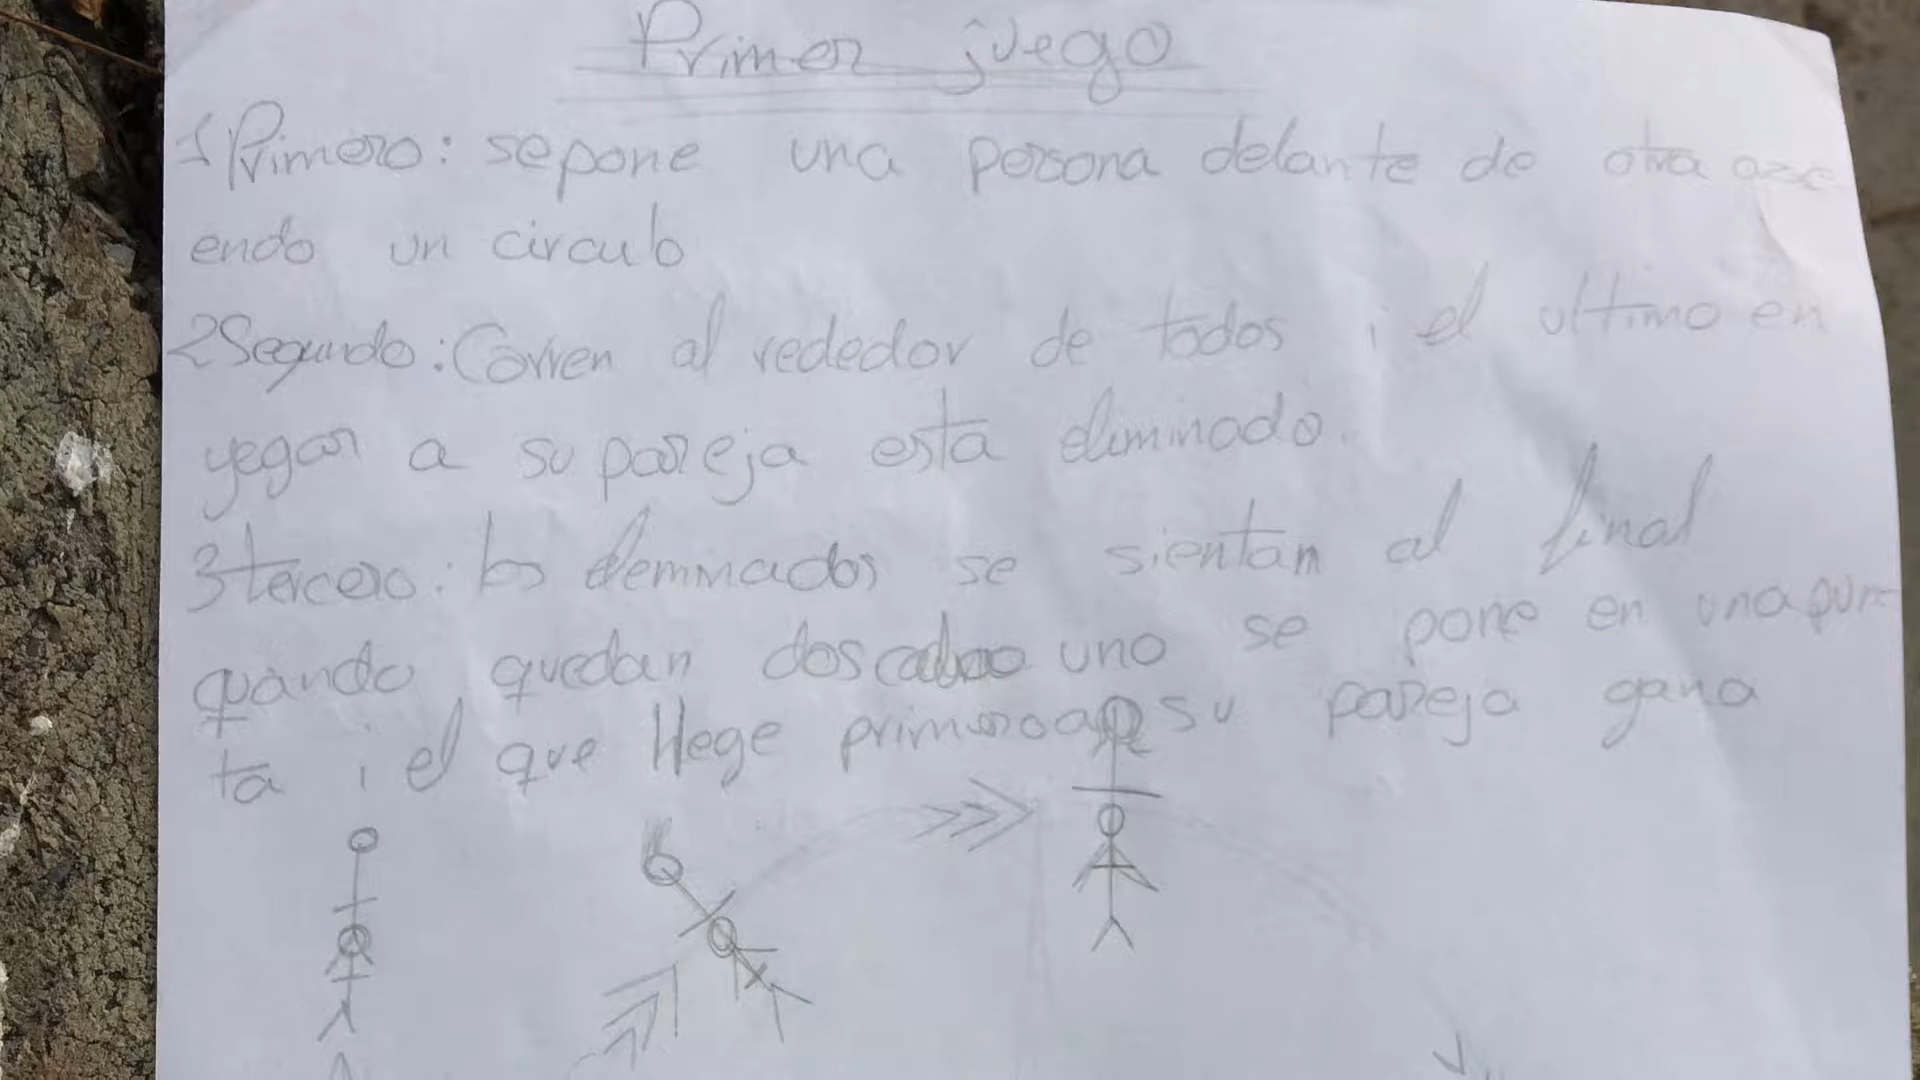 Primer juego
1 Primero: se pone una persona delante de otra aze
endo un circulo
2 Segundo: Corren al rededor de todos i el ultimo en
yegar a su pareja esta eliminado.
3 tercero: los elemminados se sientan al final
quando quedan dos cada uno se pone en una pun
ta i el que llege primero a su pareja gana